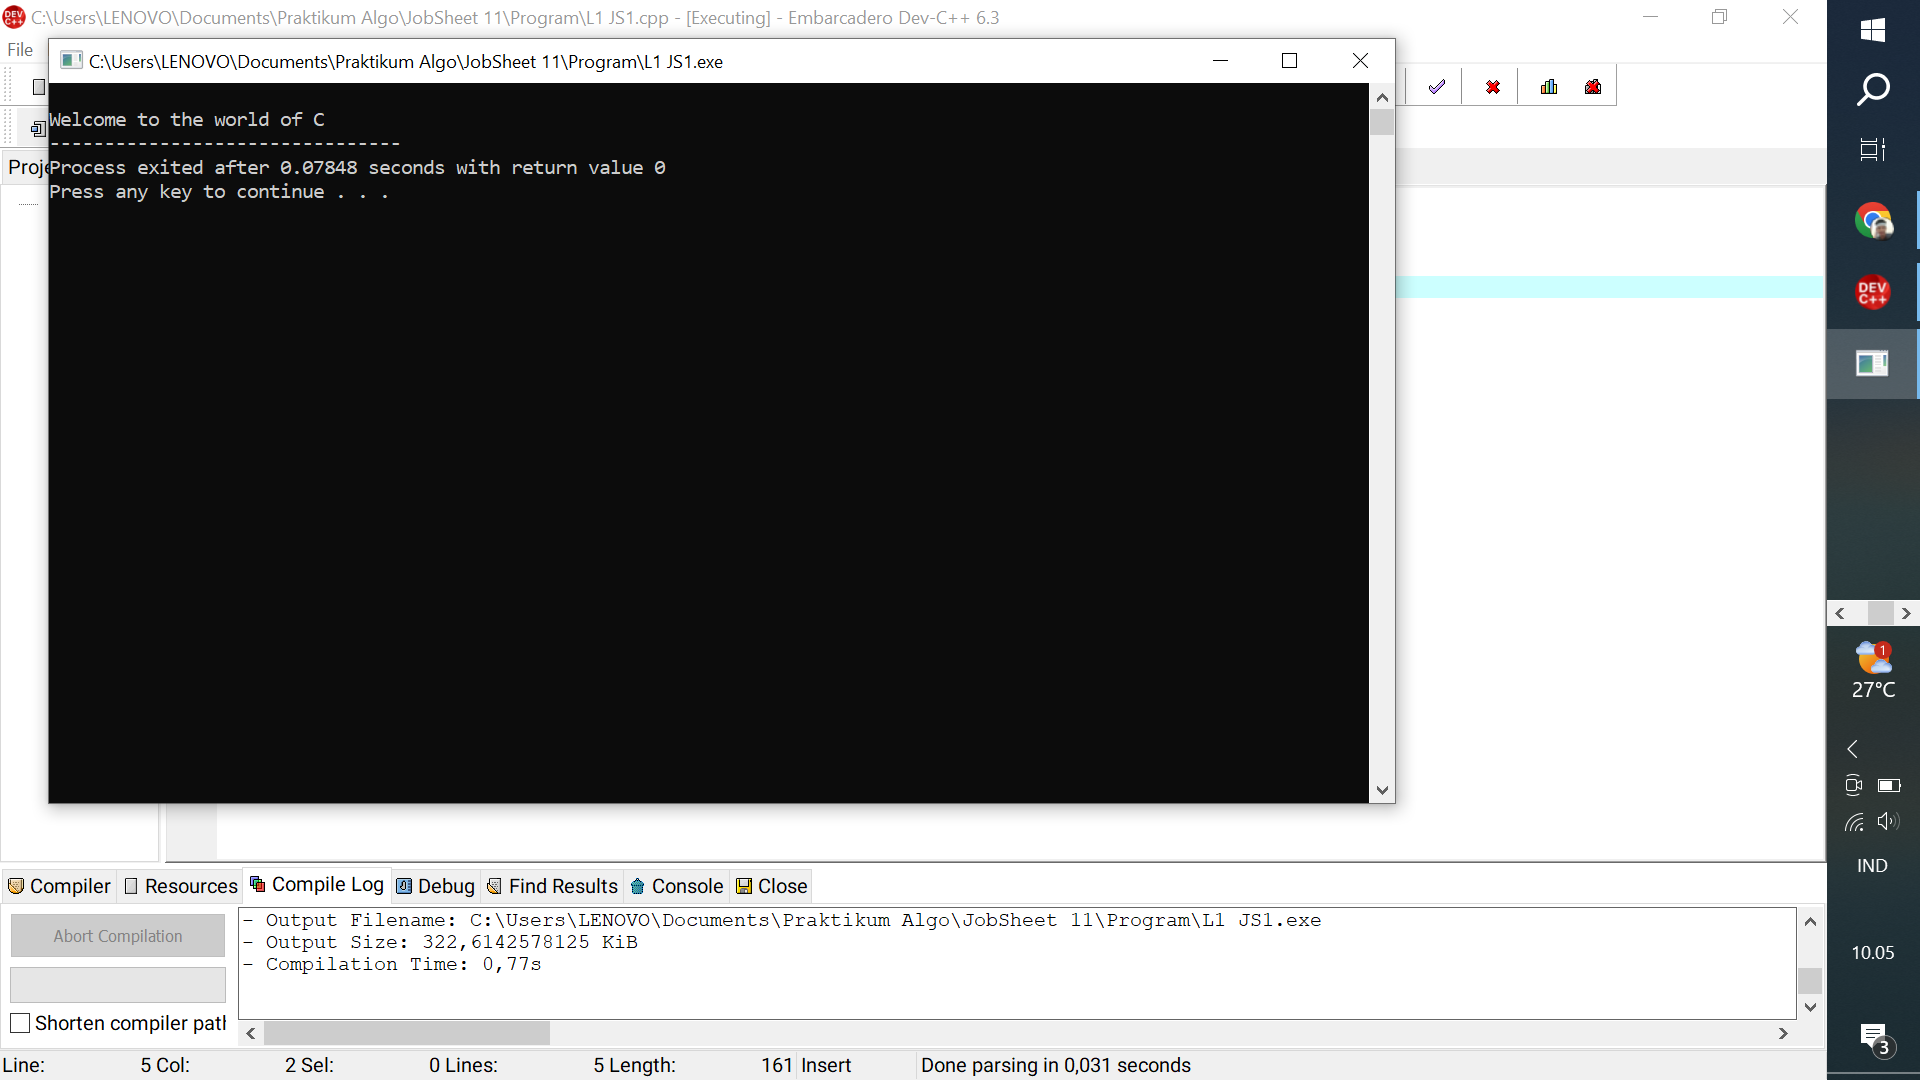 C:\Users\LENOVO\Documents\Praktikum Algo\JobSheet 11\Program\L1 JS1.cpp - [Executing] - Embarcadero Dev-C++ 6.3
File
C:\Users\LENOVO\Documents\Praktikum Algo\JobSheet 11\Program\L1 JS1.exe
Welcome to the world of C
--------------------------------
Process exited after 0.07848 seconds with return value 0
Press any key to continue . . .
Proje
DEV C++
1
27°C
IND
10.05
3
Compiler Resources Compile Log Debug Find Results Console Close
Abort Compilation
Shorten compiler path
- Output Filename: C:\Users\LENOVO\Documents\Praktikum Algo\JobSheet 11\Program\L1 JS1.exe
- Output Size: 322,6142578125 KiB
- Compilation Time: 0,77s
Line: 5 Col: 2 Sel: 0 Lines: 5 Length: 161 Insert Done parsing in 0,031 seconds